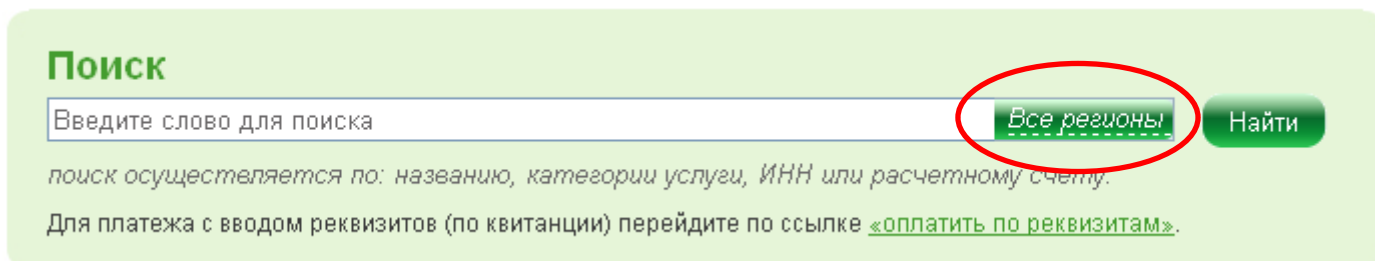 Поиск
Введите слово для поиска Все регионы Найти
поиск осуществляется по: названию, категории услуги, ИНН или расчетному счету.
Для платежа с вводом реквизитов (по квитанции) перейдите по ссылке «оплатить по реквизитам».